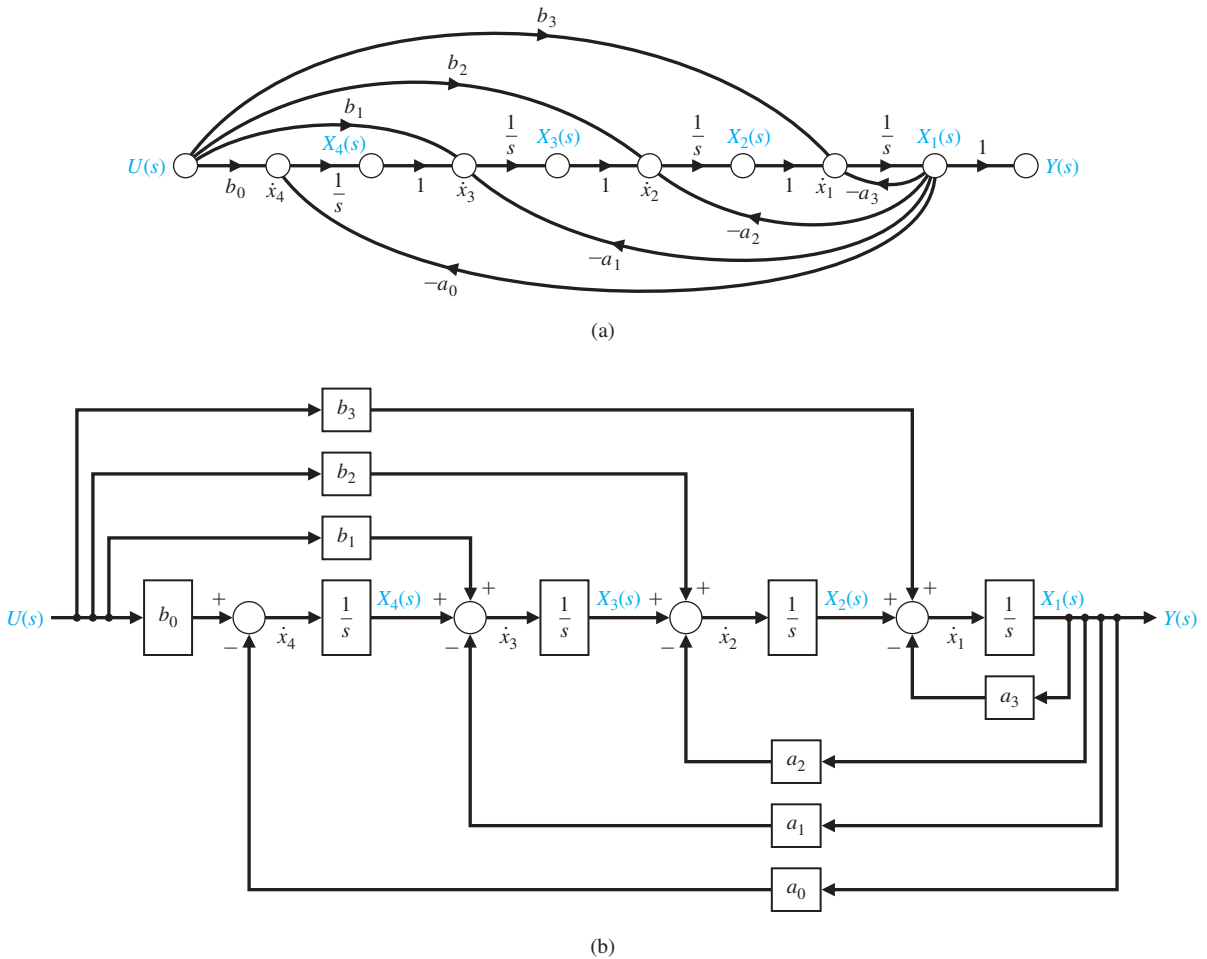 b₃
b₂
b₁
U(s) b₀ ẋ₄ 1/s X₄(s) 1 ẋ₃ 1/s X₃(s) 1 ẋ₂ 1/s X₂(s) 1 ẋ₁ 1/s X₁(s) 1 Y(s)
−a₃
−a₂
−a₁
−a₀
(a)
b₃
b₂
b₁
U(s) b₀ + − ẋ₄ 1/s X₄(s) + + − ẋ₃ 1/s X₃(s) + + − ẋ₂ 1/s X₂(s) + + − ẋ₁ 1/s X₁(s) Y(s)
a₃
a₂
a₁
a₀
(b)